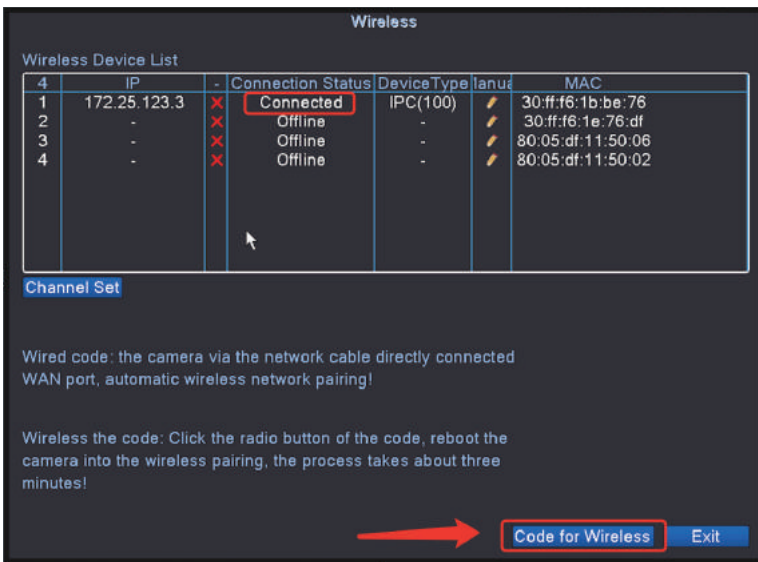 Wireless
Wireless Device List
4 IP - Connection Status DeviceType Ianua MAC
1 172.25.123.3 Connected IPC(100) 30:ff:f6:1b:be:76
2 - Offline - 30:ff:f6:1e:76:df
3 - Offline - 80:05:df:11:50:06
4 - Offline - 80:05:df:11:50:02
Channel Set
Wired code: the camera via the network cable directly connected
WAN port, automatic wireless network pairing!
Wireless the code: Click the radio button of the code, reboot the
camera into the wireless pairing, the process takes about three
minutes!
Code for Wireless Exit